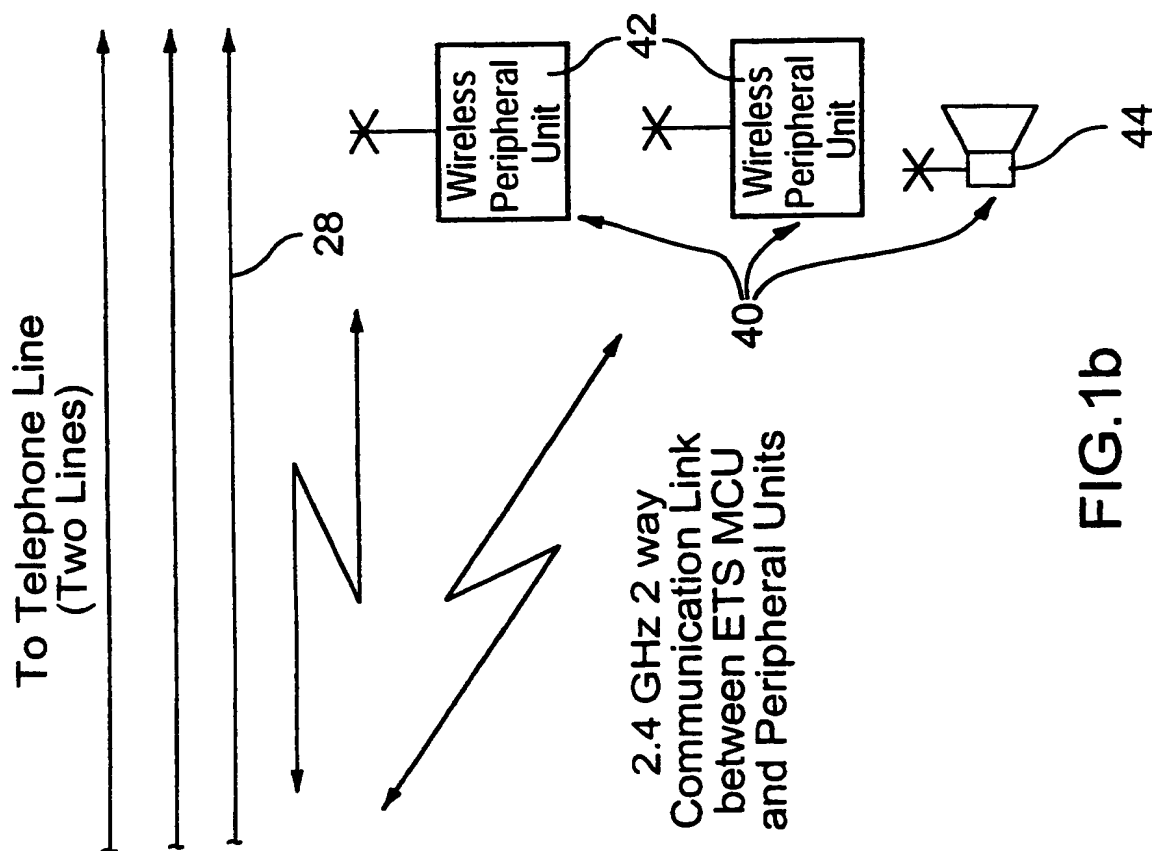 To Telephone Line
(Two Lines)
28
Wireless
Peripheral
Unit
42
Wireless
Peripheral
Unit
40
44
2.4 GHz 2 way
Communication Link
between ETS MCU
and Peripheral Units
FIG.1b